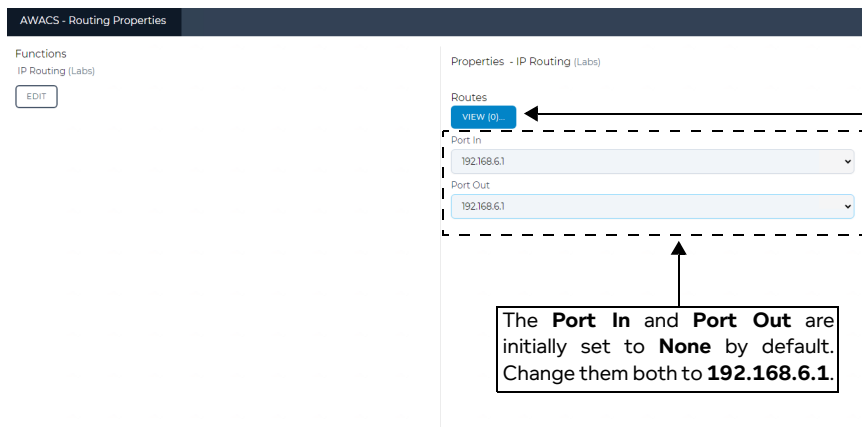 AWACS - Routing Properties
Functions
IP Routing (Labs)
EDIT
Properties - IP Routing (Labs)
Routes
VIEW (0)...
Port In
192.168.6.1
Port Out
192.168.6.1
The Port In and Port Out are
initially set to None by default.
Change them both to 192.168.6.1.